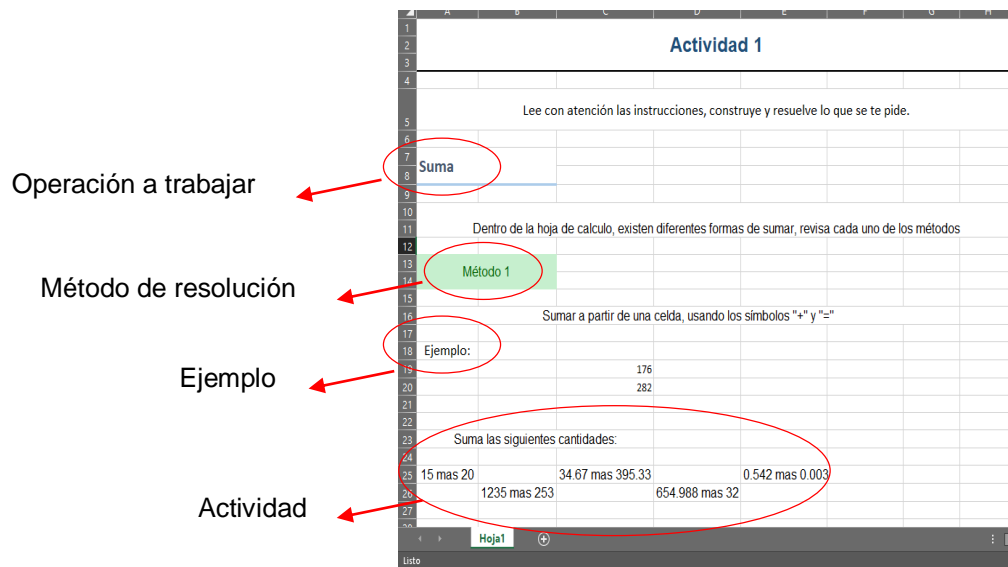 A B C D E F G H
1
2 Actividad 1
3
4
5 Lee con atención las instrucciones, construye y resuelve lo que se te pide.
6
7
Suma
8
Operación a trabajar
9
10
11 Dentro de la hoja de calculo, existen diferentes formas de sumar, revisa cada uno de los métodos
12
13
Método 1
14
Método de resolución
15
16 Sumar a partir de una celda, usando los símbolos "+" y "="
17
18 Ejemplo:
19 176
Ejemplo
20 282
21
22
23 Suma las siguientes cantidades:
24
25 15 mas 20 34.67 mas 395.33 0.542 mas 0.003
26 1235 mas 253 654.988 mas 32
Actividad
27
28
Hoja1
Listo